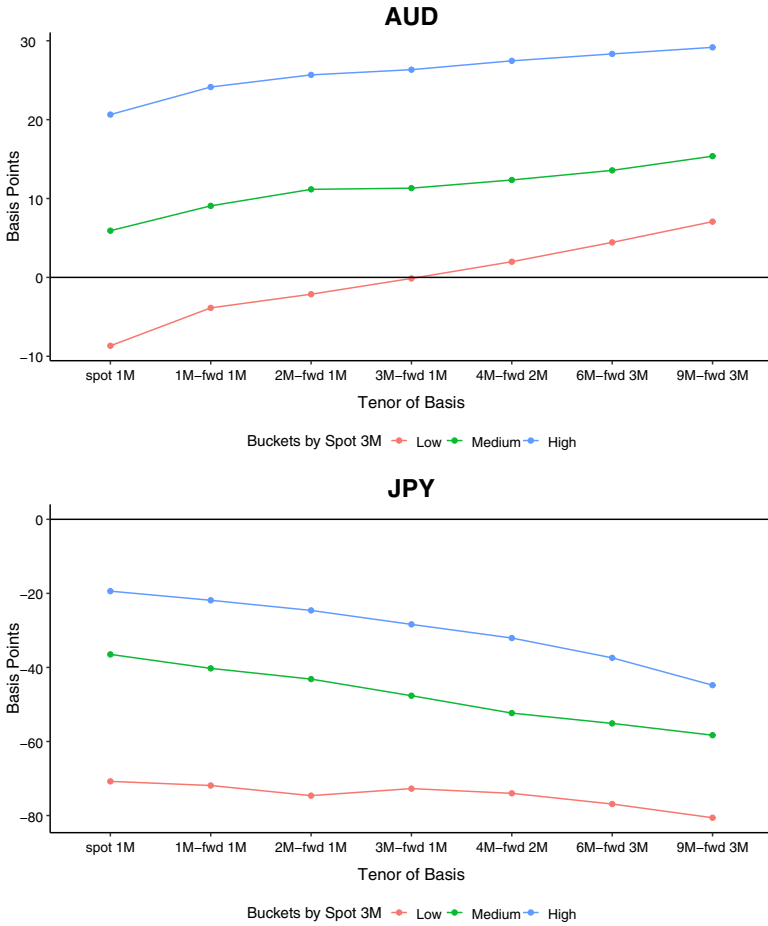 AUD
Basis Points
30
20
10
0
−10
spot 1M 1M−fwd 1M 2M−fwd 1M 3M−fwd 1M 4M−fwd 2M 6M−fwd 3M 9M−fwd 3M
Tenor of Basis
Buckets by Spot 3M Low Medium High
JPY
Basis Points
0
−20
−40
−60
−80
spot 1M 1M−fwd 1M 2M−fwd 1M 3M−fwd 1M 4M−fwd 2M 6M−fwd 3M 9M−fwd 3M
Tenor of Basis
Buckets by Spot 3M Low Medium High